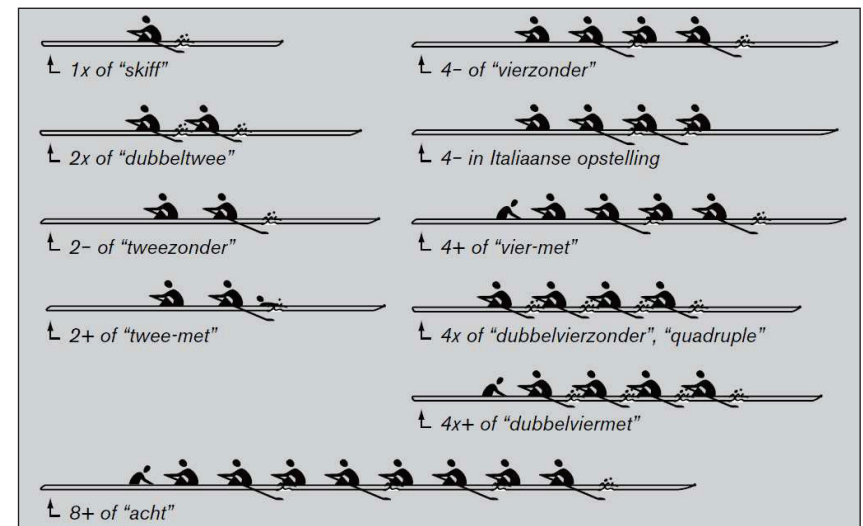 1x of “skiff”
2x of “dubbeltwee”
2– of “tweezonder”
2+ of “twee-met”
4– of “vierzonder”
4– in Italiaanse opstelling
4+ of “vier-met”
4x of “dubbelvierzonder”, “quadruple”
4x+ of “dubbelviermet”
8+ of “acht”